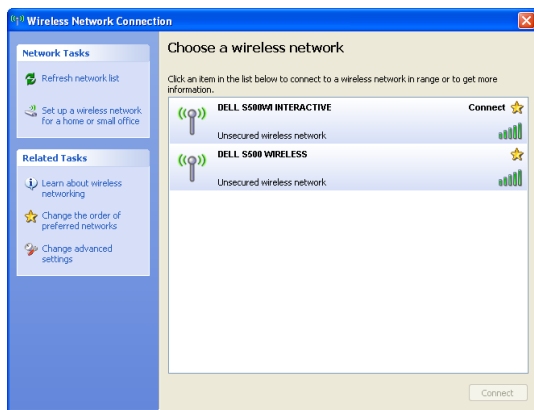 Wireless Network Connection
Network Tasks
Refresh network list
Set up a wireless network
for a home or small office
Related Tasks
Learn about wireless
networking
Change the order of
preferred networks
Change advanced
settings
Choose a wireless network
Click an item in the list below to connect to a wireless network in range or to get more
information.
DELL S500WI INTERACTIVE
Connect
Unsecured wireless network
DELL S500 WIRELESS
Unsecured wireless network
Connect